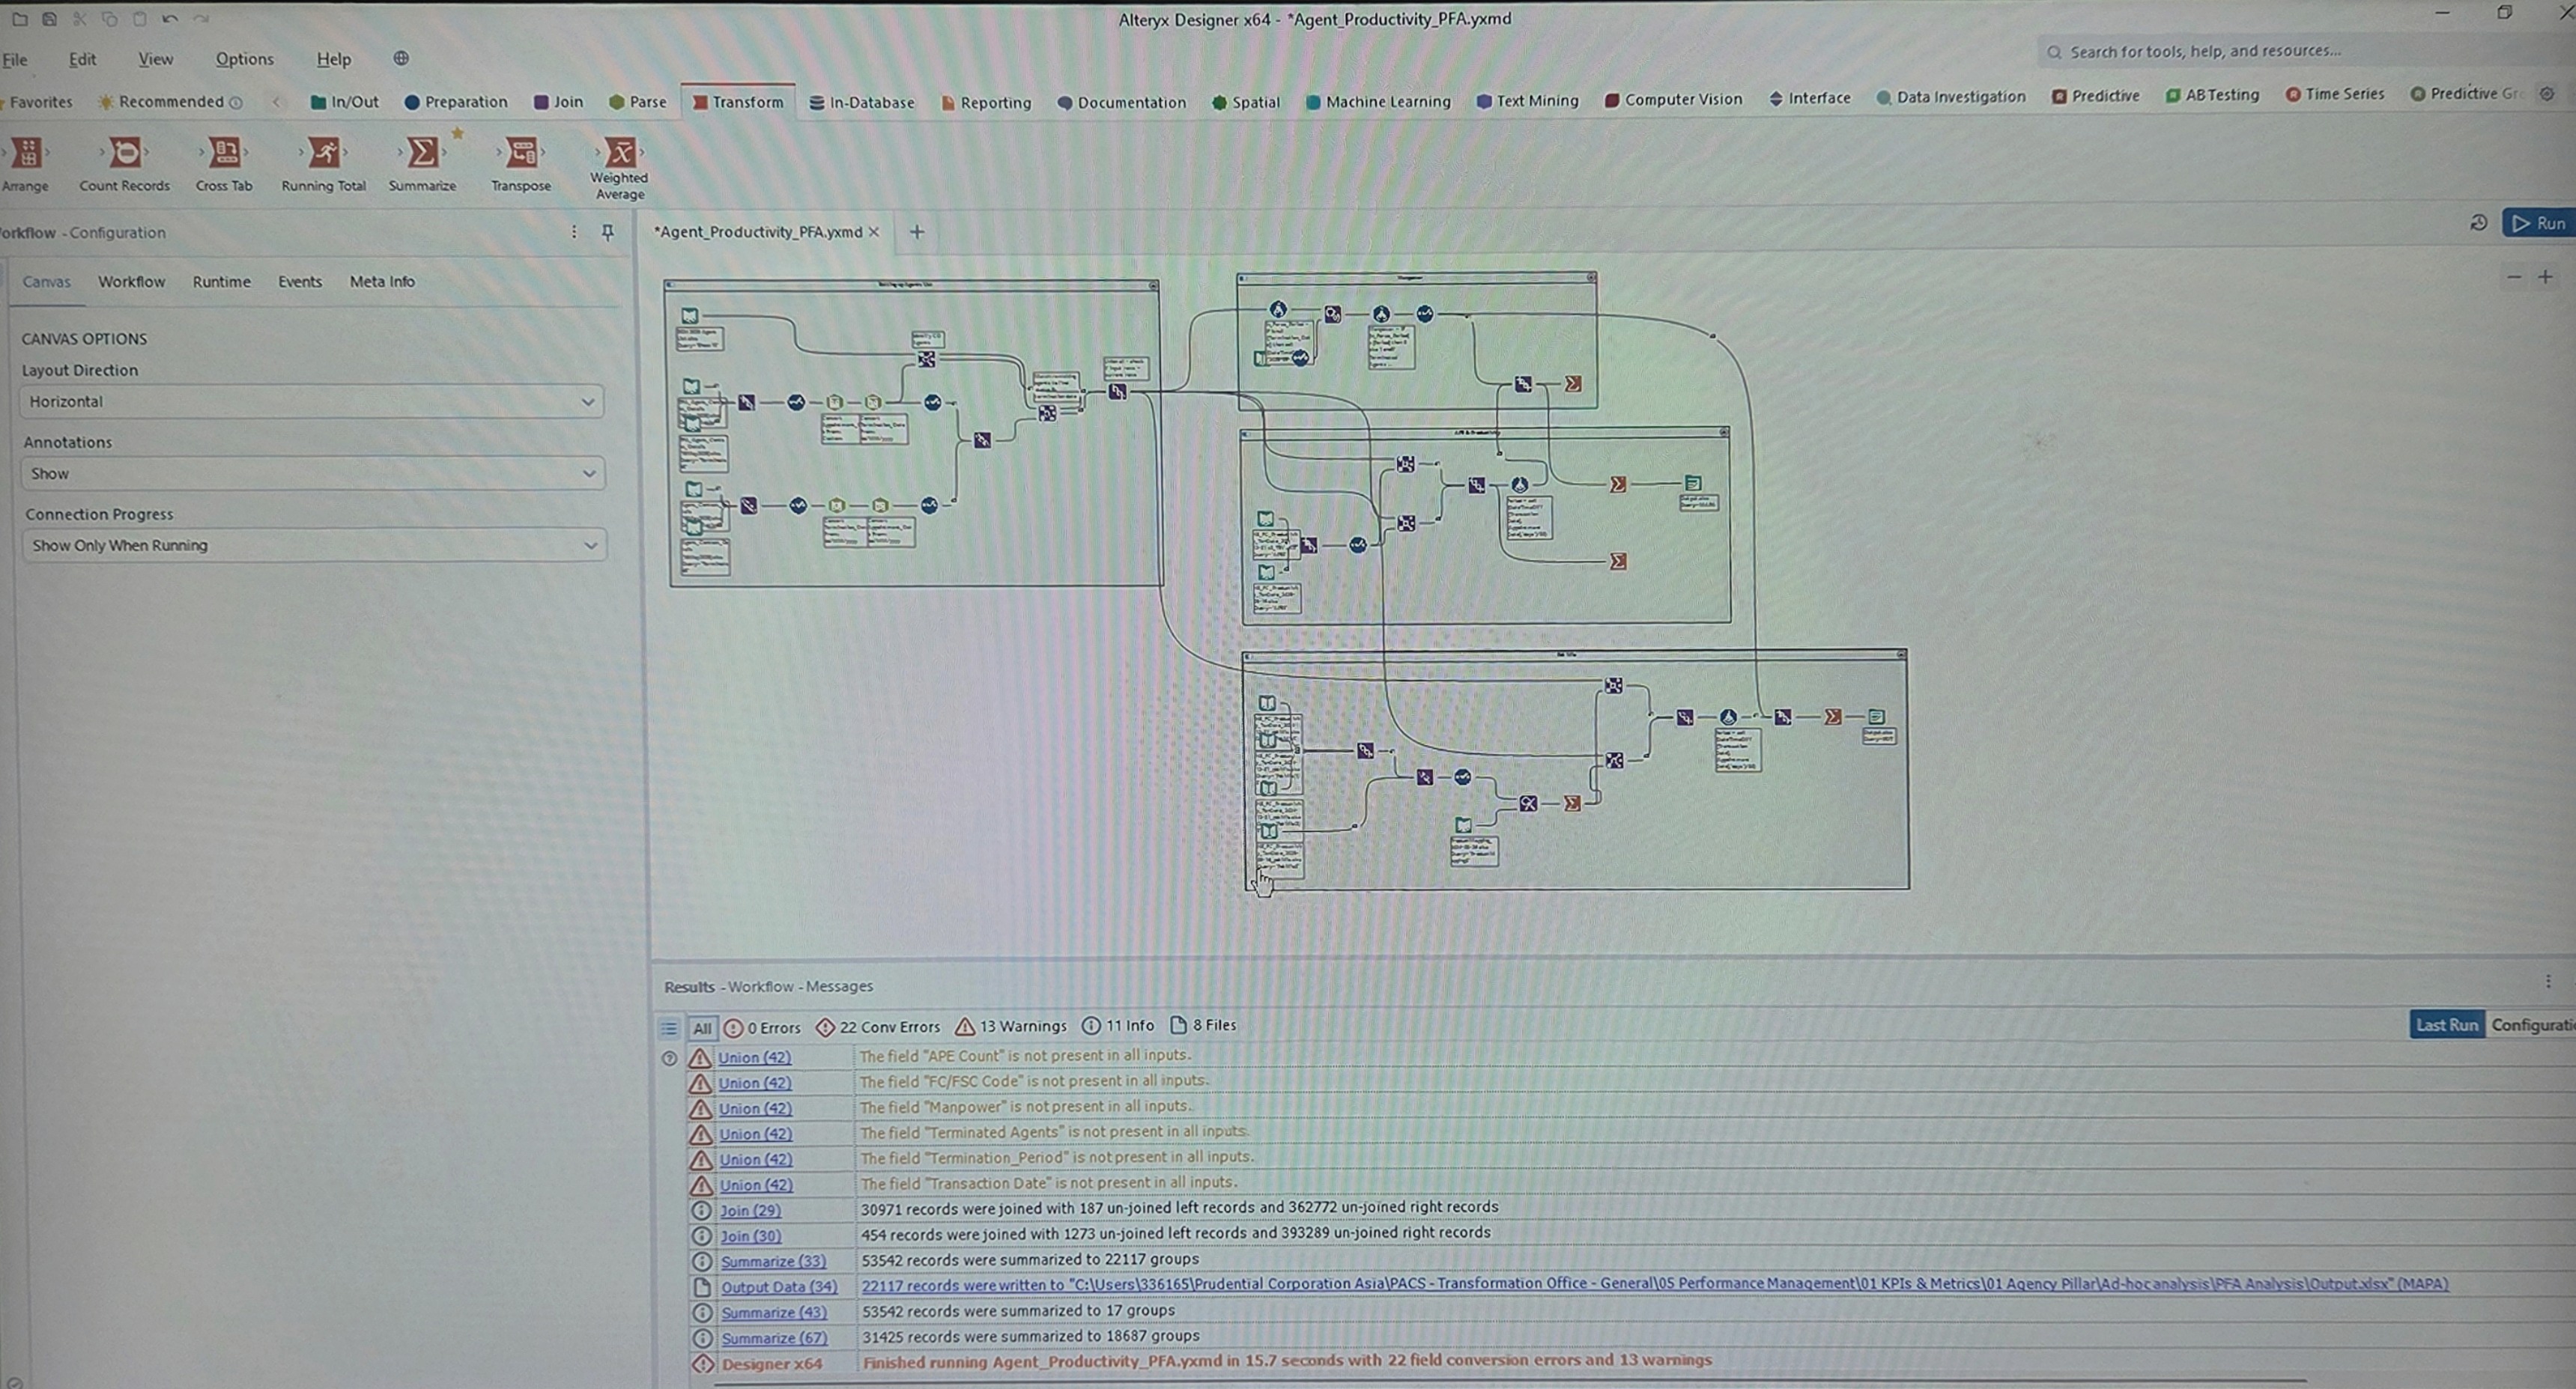 Alteryx Designer x64 - *Agent_Productivity_PFA.yxmd
File Edit View Options Help
Search for tools, help, and resources...
Favorites Recommended In/Out Preparation Join Parse Transform In-Database Reporting Documentation Spatial Machine Learning Text Mining Computer Vision Interface Data Investigation Predictive AB Testing Time Series Predictive Gr
Arrange Count Records Cross Tab Running Total Summarize Transpose Weighted Average
orkflow - Configuration
*Agent_Productivity_PFA.yxmd
Run
Canvas Workflow Runtime Events Meta Info
CANVAS OPTIONS
Layout Direction
Horizontal
Annotations
Show
Connection Progress
Show Only When Running
Results - Workflow - Messages
All 0 Errors 22 Conv Errors 13 Warnings 11 Info 8 Files
Last Run Configurati
Union (42) The field "APE Count" is not present in all inputs.
Union (42) The field "FC/FSC Code" is not present in all inputs.
Union (42) The field "Manpower" is not present in all inputs.
Union (42) The field "Terminated Agents" is not present in all inputs.
Union (42) The field "Termination_Period" is not present in all inputs.
Union (42) The field "Transaction Date" is not present in all inputs.
Join (29) 30971 records were joined with 187 un-joined left records and 362772 un-joined right records
Join (30) 454 records were joined with 1273 un-joined left records and 393289 un-joined right records
Summarize (33) 53542 records were summarized to 22117 groups
Output Data (34) 22117 records were written to "C:\Users\336165\Prudential Corporation Asia\PACS - Transformation Office - General\05 Performance Management\01 KPIs & Metrics\01 Agency Pillar\Ad-hoc analysis\PFA Analysis\Output.xlsx" (MAPA)
Summarize (43) 53542 records were summarized to 17 groups
Summarize (67) 31425 records were summarized to 18687 groups
Designer x64 Finished running Agent_Productivity_PFA.yxmd in 15.7 seconds with 22 field conversion errors and 13 warnings